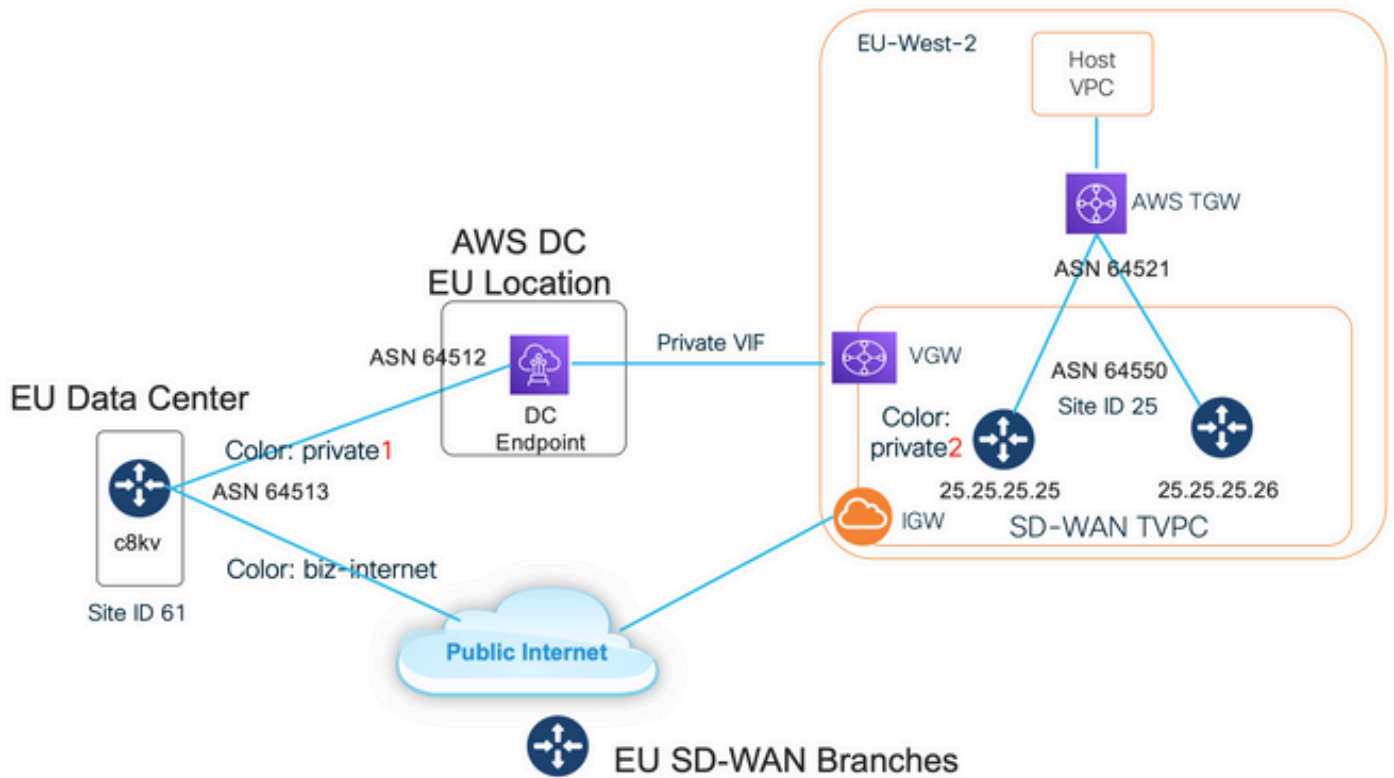 EU-West-2
Host
VPC
AWS TGW
ASN 64521
AWS DC
EU Location
ASN 64512
DC
Endpoint
Private VIF
VGW
ASN 64550
Site ID 25
Color:
private2
25.25.25.25
25.25.25.26
IGW
SD-WAN TVPC
EU Data Center
Color: private1
ASN 64513
c8kv
Color: biz-internet
Site ID 61
Public Internet
EU SD-WAN Branches